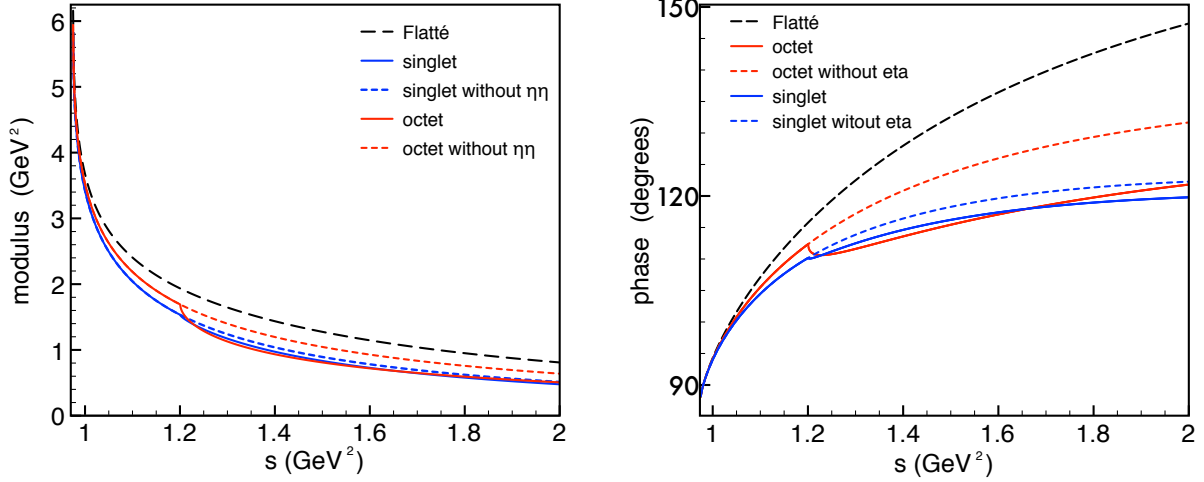 6
5
4
3
2
1
0
modulus (GeV²)
Flatté
singlet
singlet without ηη
octet
octet without ηη
1
1.2
1.4
1.6
1.8
2
s (GeV²)
150
120
90
phase (degrees)
Flatté
octet
octet without eta
singlet
singlet witout eta
1
1.2
1.4
1.6
1.8
2
s (GeV²)